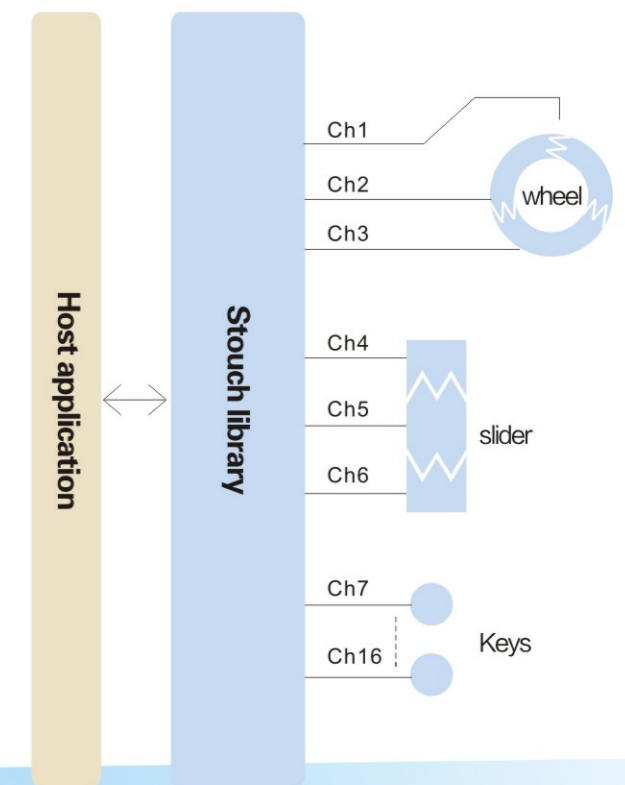 Host application
Stouch library
Ch1
Ch2
Ch3
wheel
Ch4
Ch5
Ch6
slider
Ch7
Ch16
Keys